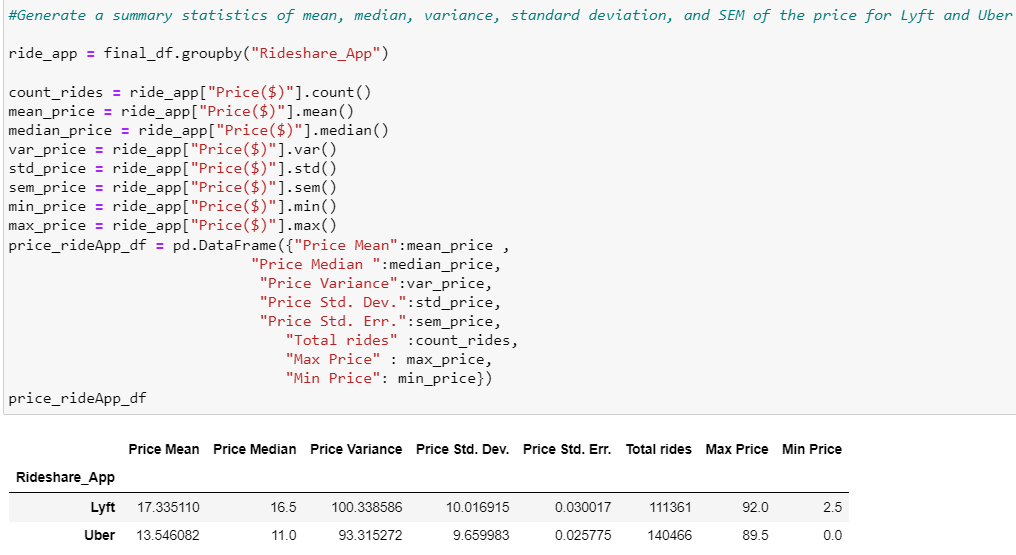 #Generate a summary statistics of mean, median, variance, standard deviation, and SEM of the price for Lyft and Uber
ride_app = final_df.groupby("Rideshare_App")
count_rides = ride_app["Price($)"].count()
mean_price = ride_app["Price($)"].mean()
median_price = ride_app["Price($)"].median()
var_price = ride_app["Price($)"].var()
std_price = ride_app["Price($)"].std()
sem_price = ride_app["Price($)"].sem()
min_price = ride_app["Price($)"].min()
max_price = ride_app["Price($)"].max()
price_rideApp_df = pd.DataFrame({"Price Mean":mean_price ,
"Price Median ":median_price,
"Price Variance":var_price,
"Price Std. Dev.":std_price,
"Price Std. Err.":sem_price,
"Total rides" :count_rides,
"Max Price" : max_price,
"Min Price": min_price})
price_rideApp_df
Price Mean Price Median Price Variance Price Std. Dev. Price Std. Err. Total rides Max Price Min Price
Rideshare_App
Lyft 17.335110 16.5 100.338586 10.016915 0.030017 111361 92.0 2.5
Uber 13.546082 11.0 93.315272 9.659983 0.025775 140466 89.5 0.0